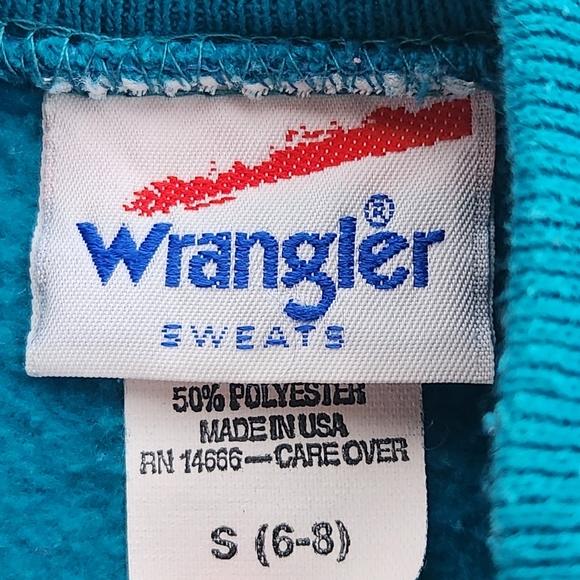 Wrangler®
SWEATS
50% POLYESTER
MADE IN USA
RN 14666—CARE OVER
S (6-8)